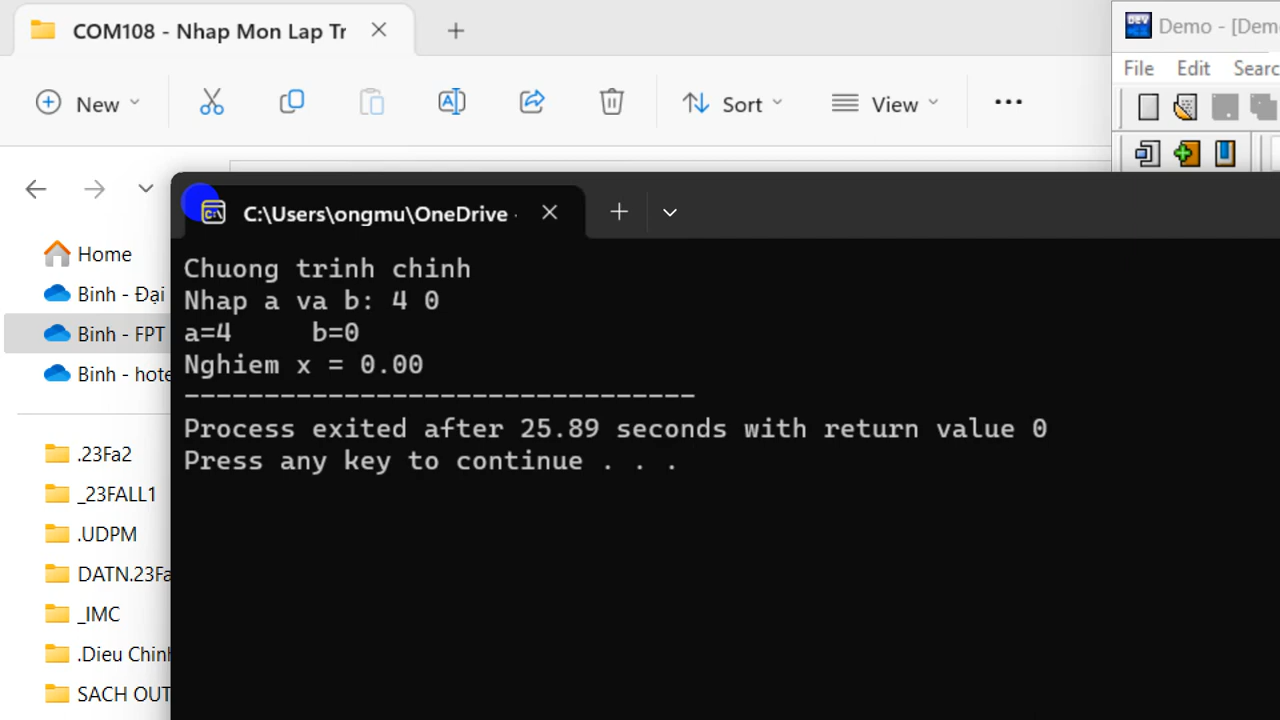 COM108 - Nhap Mon Lap Tr
Demo - [Dem
File Edit Searc
New
Sort
View
C:\Users\ongmu\OneDrive
Home
Binh - Đại
Binh - FPT
Binh - hote
.23Fa2
_23FALL1
.UDPM
DATN.23Fa
_IMC
.Dieu Chinh
SACH OUT
Chuong trinh chinh
Nhap a va b: 4 0
a=4 b=0
Nghiem x = 0.00
--------------------------------
Process exited after 25.89 seconds with return value 0
Press any key to continue . . .